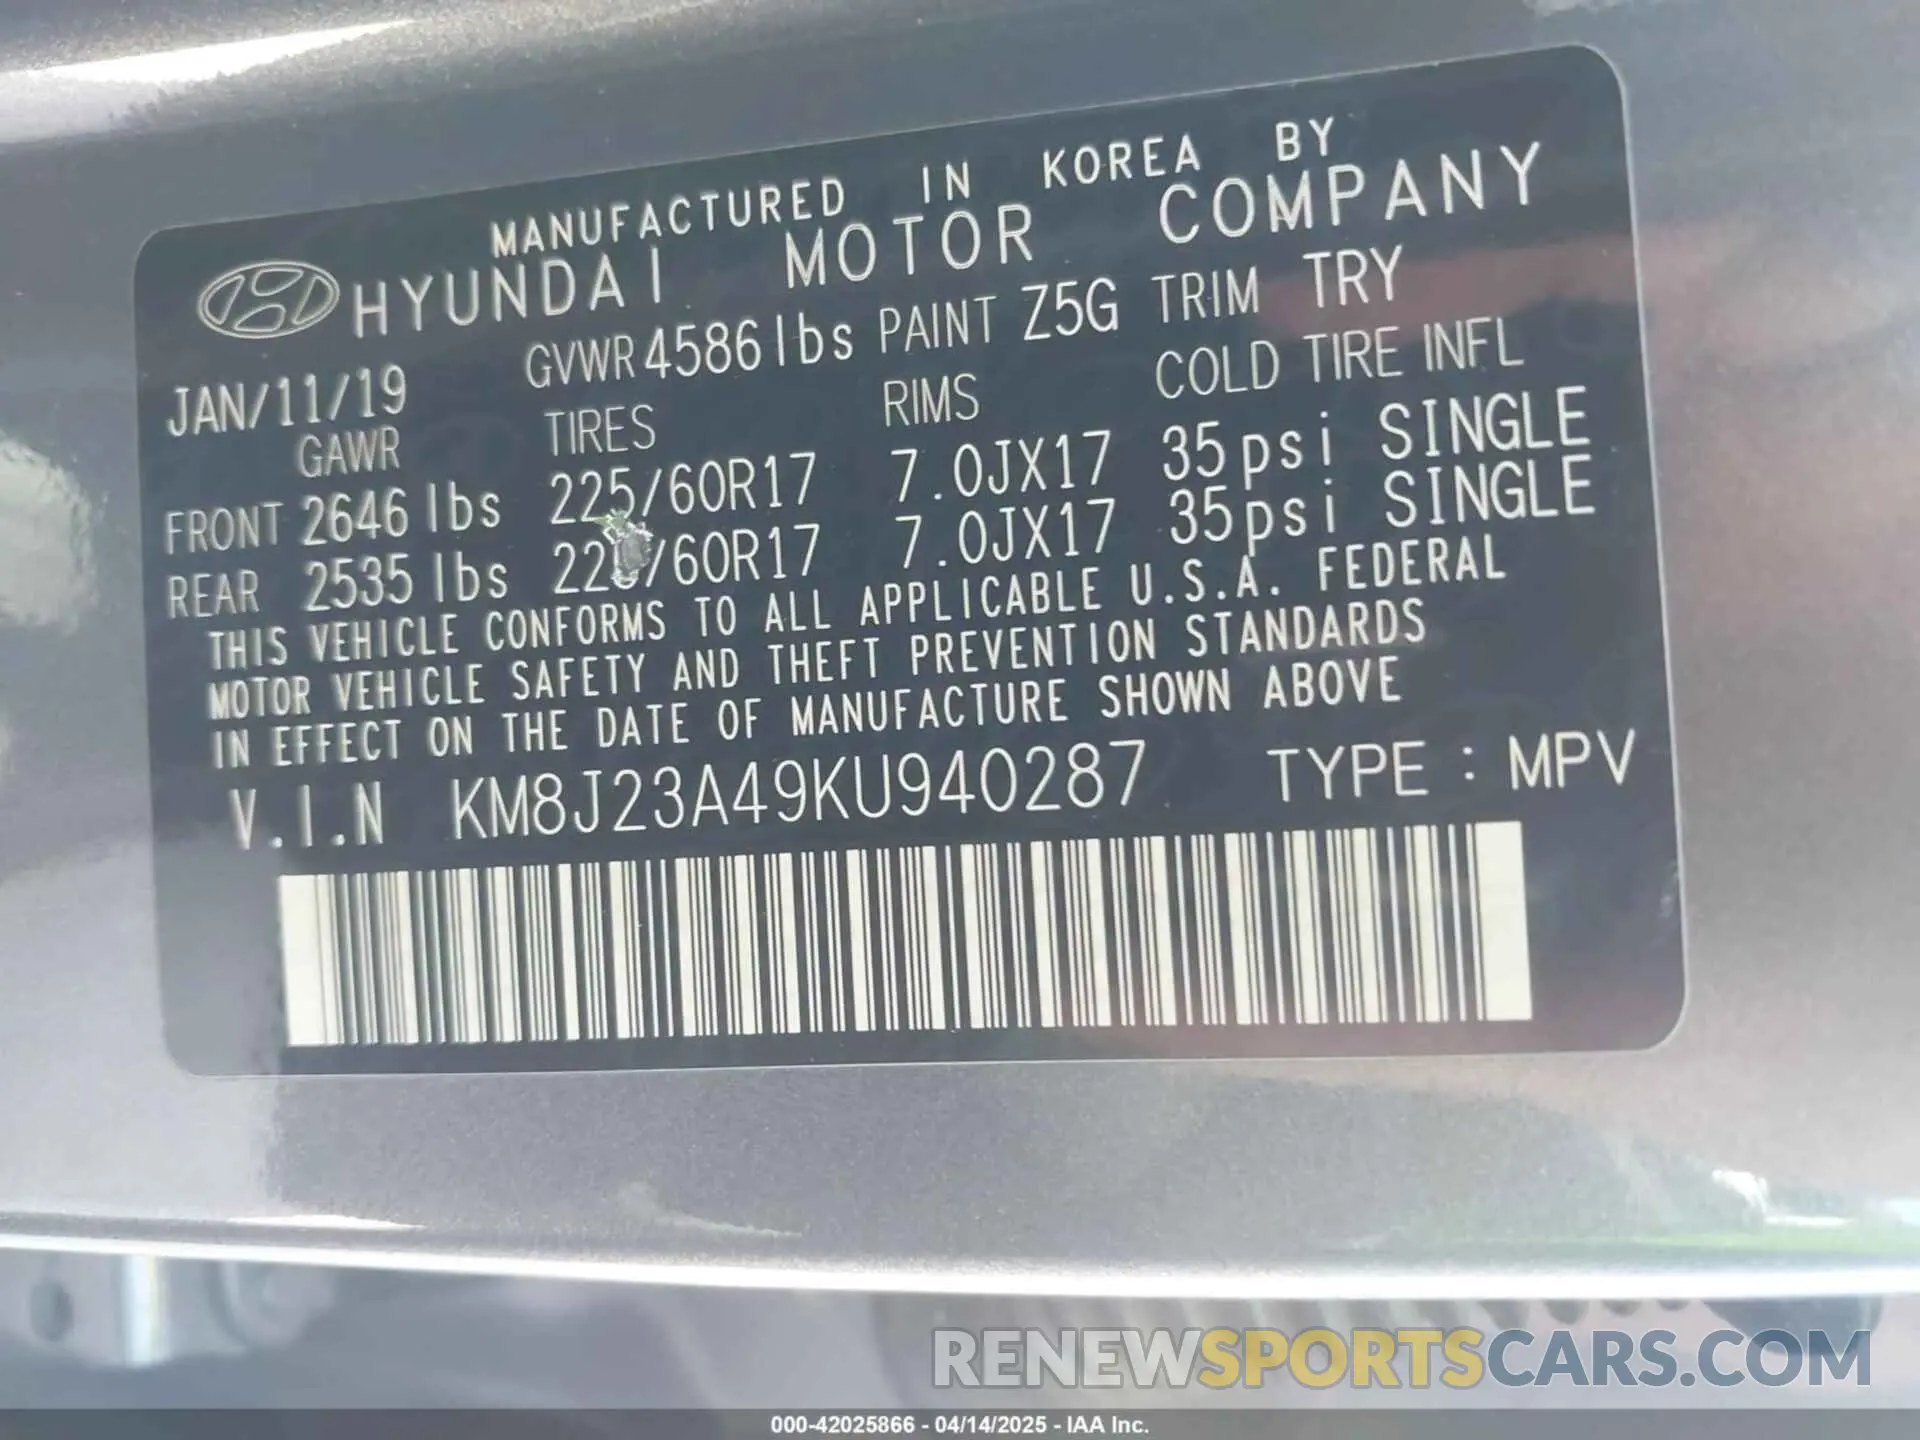 MANUFACTURED IN KOREA BY
HYUNDAI MOTOR COMPANY
JAN/11/19 GVWR 4586 lbs PAINT Z5G TRIM TRY
GAWR TIRES RIMS COLD TIRE INFL
FRONT 2646 lbs 225/60R17 7.0JX17 35psi SINGLE
REAR 2535 lbs 225/60R17 7.0JX17 35psi SINGLE
THIS VEHICLE CONFORMS TO ALL APPLICABLE U.S.A. FEDERAL
MOTOR VEHICLE SAFETY AND THEFT PREVENTION STANDARDS
IN EFFECT ON THE DATE OF MANUFACTURE SHOWN ABOVE
V.I.N KM8J23A49KU940287 TYPE : MPV
RENEWSPORTSCARS.COM
000-42025866 - 04/14/2025 - IAA Inc.